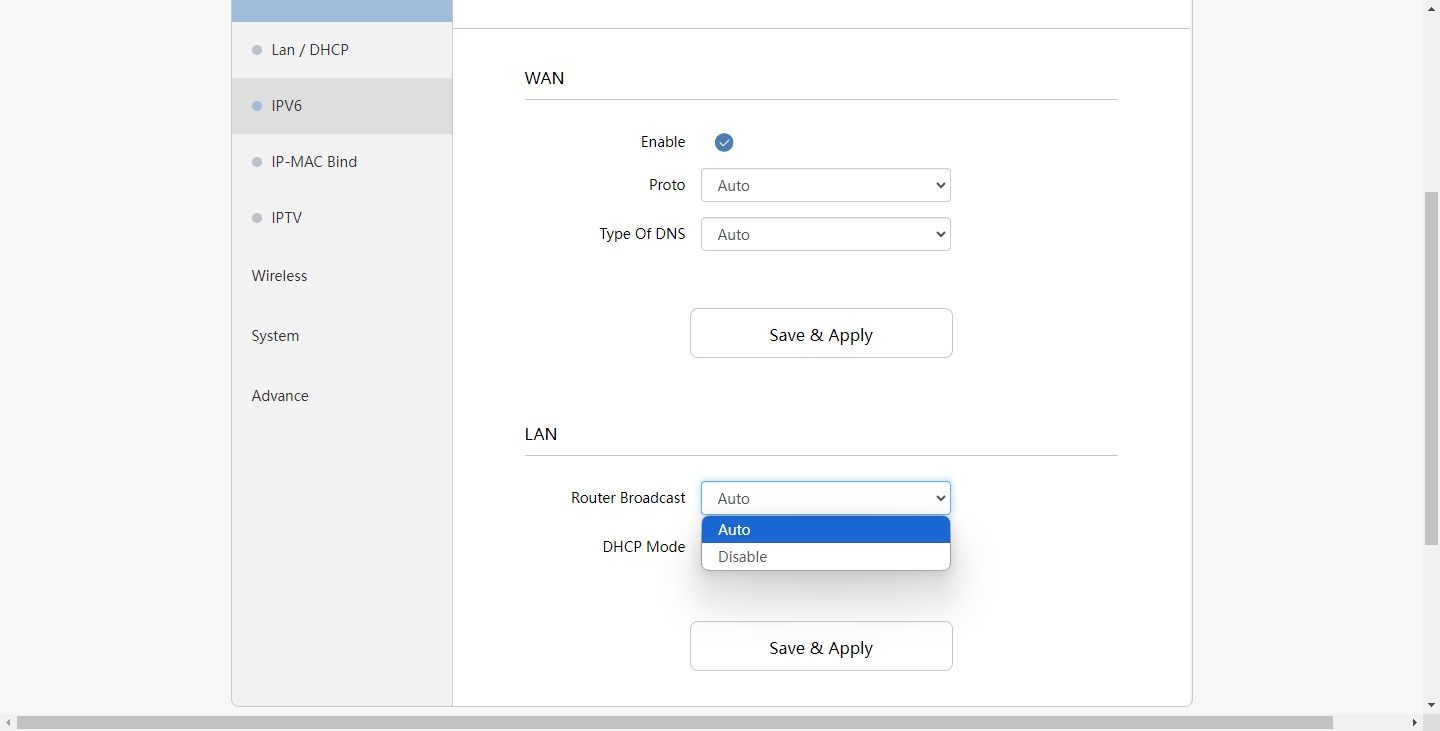 Lan / DHCP
IPV6
IP-MAC Bind
IPTV
Wireless
System
Advance
WAN
Enable
Proto Auto
Type Of DNS Auto
Save & Apply
LAN
Router Broadcast Auto
Auto
DHCP Mode
Disable
Save & Apply